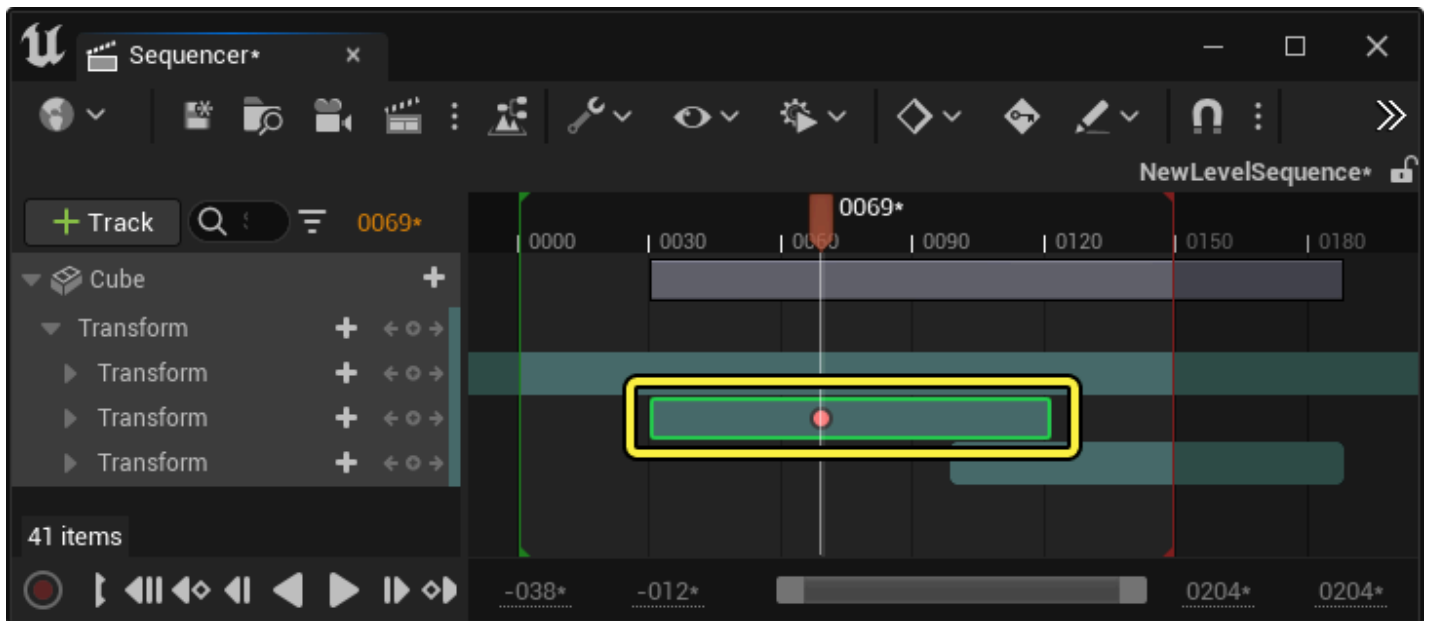 Sequencer*
NewLevelSequence*
+ Track 0069*
0069*
0000 0030 0060 0090 0120 0150 0180
Cube
Transform
Transform
Transform
Transform
41 items
-038* -012* 0204* 0204*